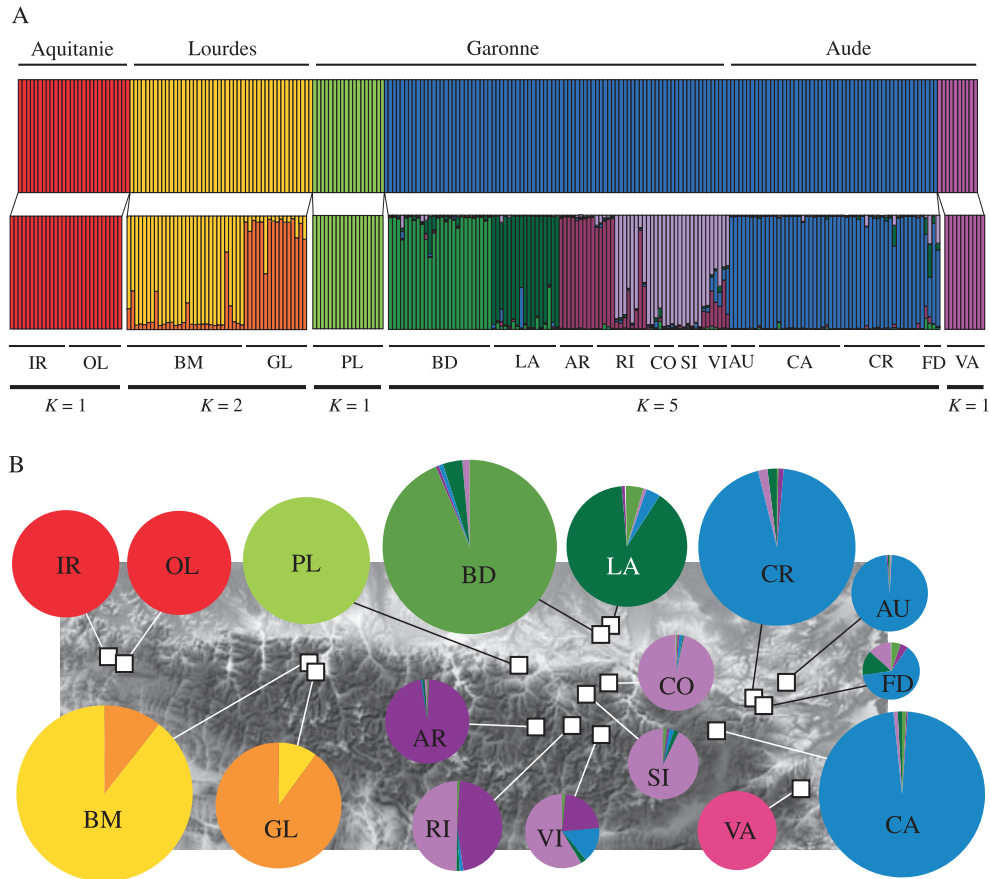 A
Aquitanie Lourdes Garonne Aude
IR OL BM GL PL BD LA AR RI CO SI VI AU CA CR FD VA
K = 1 K = 2 K = 1 K = 5 K = 1
B
IR OL PL BD LA CR
AU
CO FD
AR
SI
BM GL RI VI VA CA